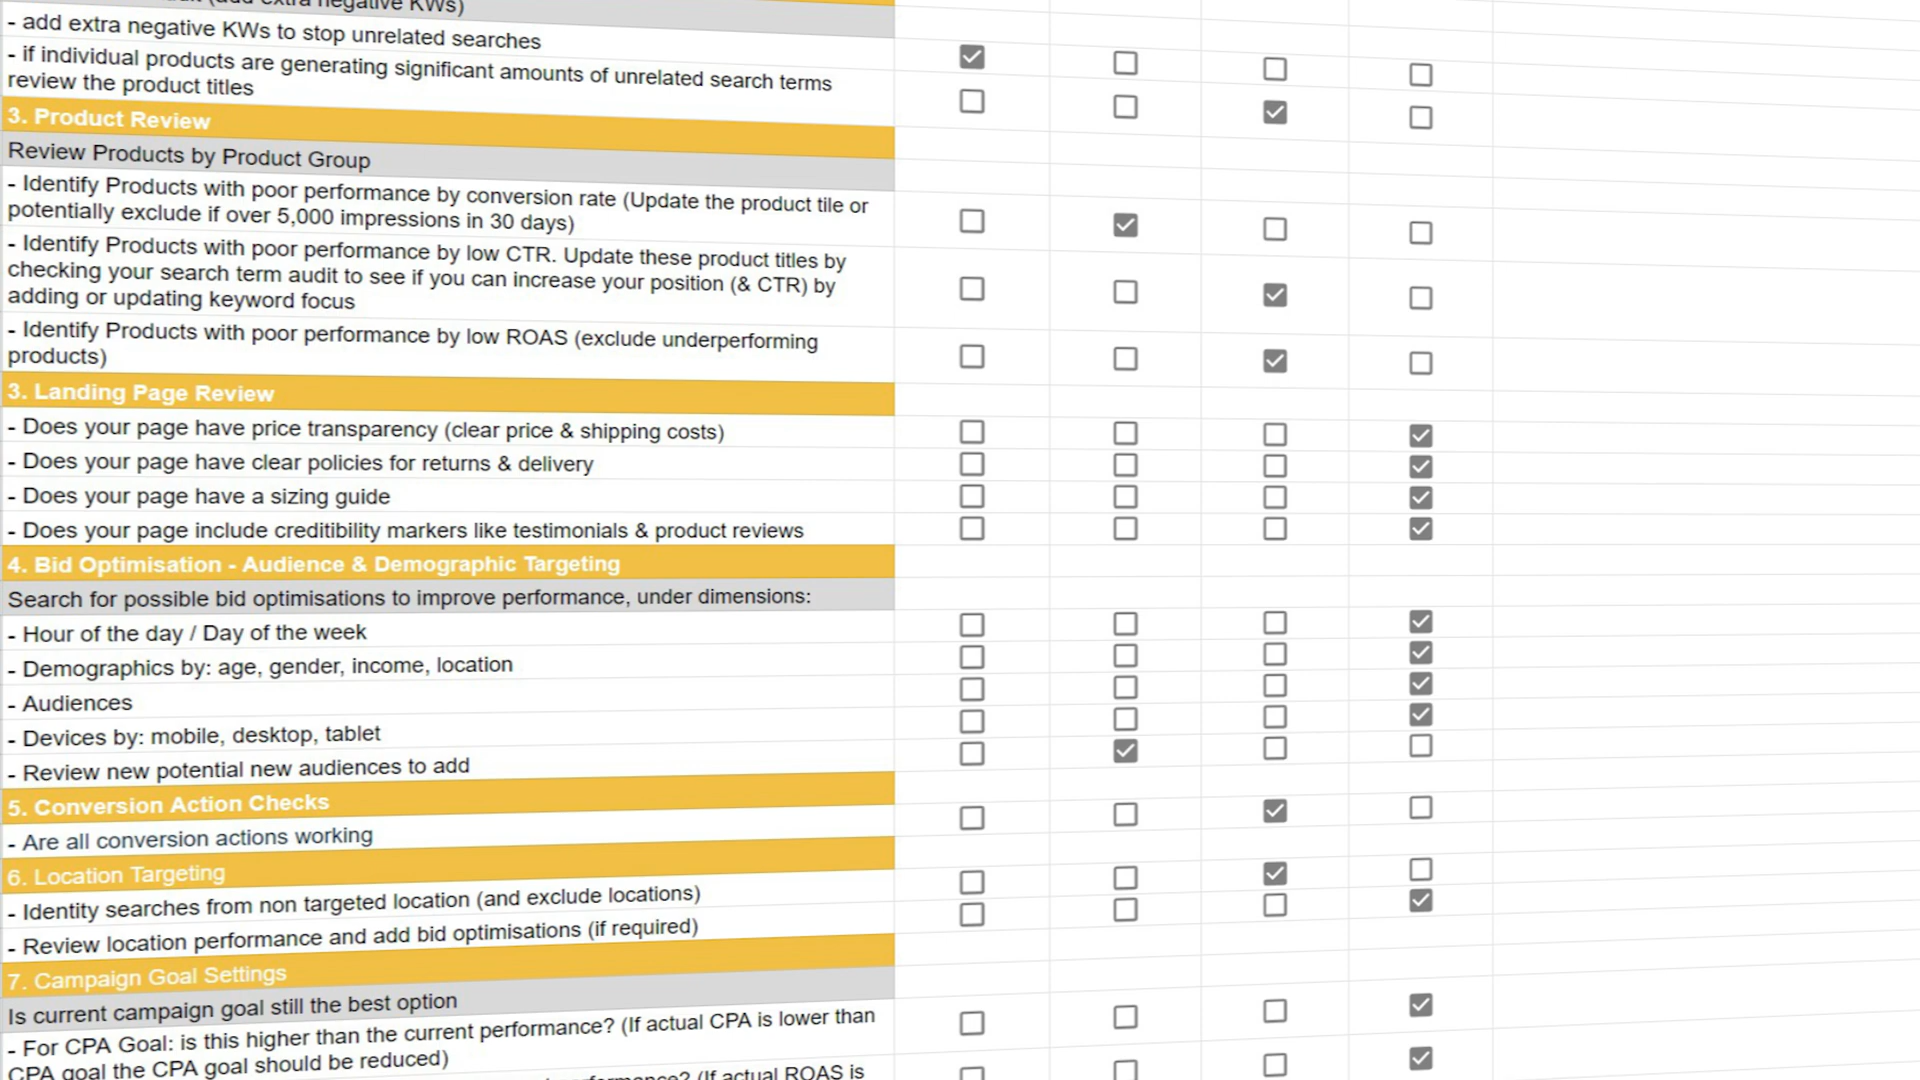 (add extra negative KWs)
- add extra negative KWs to stop unrelated searches
- if individual products are generating significant amounts of unrelated search terms
review the product titles
3. Product Review
Review Products by Product Group
- Identify Products with poor performance by conversion rate (Update the product tile or
potentially exclude if over 5,000 impressions in 30 days)
- Identify Products with poor performance by low CTR. Update these product titles by
checking your search term audit to see if you can increase your position (& CTR) by
adding or updating keyword focus
- Identify Products with poor performance by low ROAS (exclude underperforming
products)
3. Landing Page Review
- Does your page have price transparency (clear price & shipping costs)
- Does your page have clear policies for returns & delivery
- Does your page have a sizing guide
- Does your page include creditibility markers like testimonials & product reviews
4. Bid Optimisation - Audience & Demographic Targeting
Search for possible bid optimisations to improve performance, under dimensions:
- Hour of the day / Day of the week
- Demographics by: age, gender, income, location
- Audiences
- Devices by: mobile, desktop, tablet
- Review new potential new audiences to add
5. Conversion Action Checks
- Are all conversion actions working
6. Location Targeting
- Identity searches from non targeted location (and exclude locations)
- Review location performance and add bid optimisations (if required)
7. Campaign Goal Settings
Is current campaign goal still the best option
- For CPA Goal: is this higher than the current performance? (If actual CPA is lower than
CPA goal the CPA goal should be reduced)
(If actual ROAS is